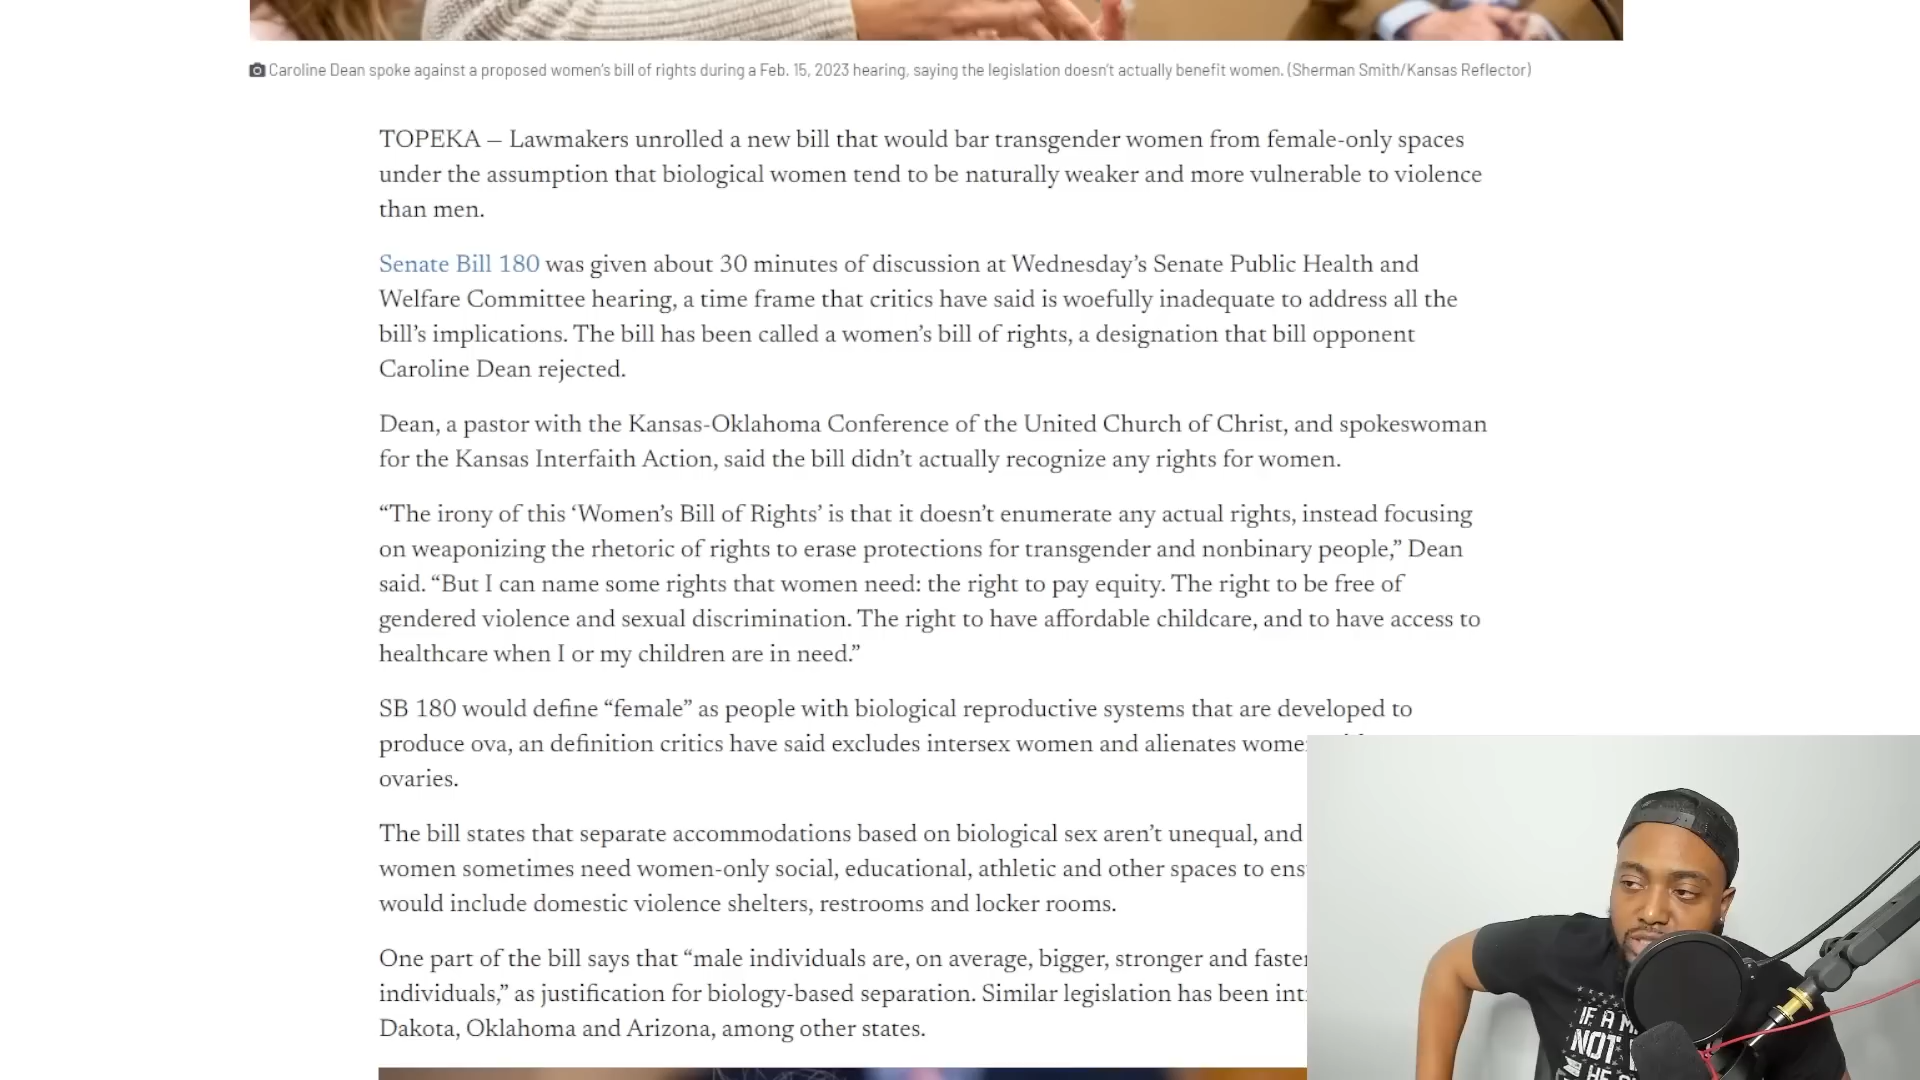 Caroline Dean spoke against a proposed women's bill of rights during a Feb. 15, 2023 hearing, saying the legislation doesn't actually benefit women. (Sherman Smith/Kansas Reflector)
TOPEKA — Lawmakers unrolled a new bill that would bar transgender women from female-only spaces
under the assumption that biological women tend to be naturally weaker and more vulnerable to violence
than men.
Senate Bill 180 was given about 30 minutes of discussion at Wednesday's Senate Public Health and
Welfare Committee hearing, a time frame that critics have said is woefully inadequate to address all the
bill's implications. The bill has been called a women's bill of rights, a designation that bill opponent
Caroline Dean rejected.
Dean, a pastor with the Kansas-Oklahoma Conference of the United Church of Christ, and spokeswoman
for the Kansas Interfaith Action, said the bill didn't actually recognize any rights for women.
“The irony of this ‘Women's Bill of Rights’ is that it doesn't enumerate any actual rights, instead focusing
on weaponizing the rhetoric of rights to erase protections for transgender and nonbinary people,” Dean
said. “But I can name some rights that women need: the right to pay equity. The right to be free of
gendered violence and sexual discrimination. The right to have affordable childcare, and to have access to
healthcare when I or my children are in need.”
SB 180 would define “female” as people with biological reproductive systems that are developed to
produce ova, an definition critics have said excludes intersex women and alienates
ovaries.
The bill states that separate accommodations based on biological sex aren't unequal, and
women sometimes need women-only social, educational, athletic and other spaces to
would include domestic violence shelters, restrooms and locker rooms.
One part of the bill says that “male individuals are, on average, bigger, stronger and faster
individuals,” as justification for biology-based separation. Similar legislation has been
Dakota, Oklahoma and Arizona, among other states.
IF A
NOT
HE